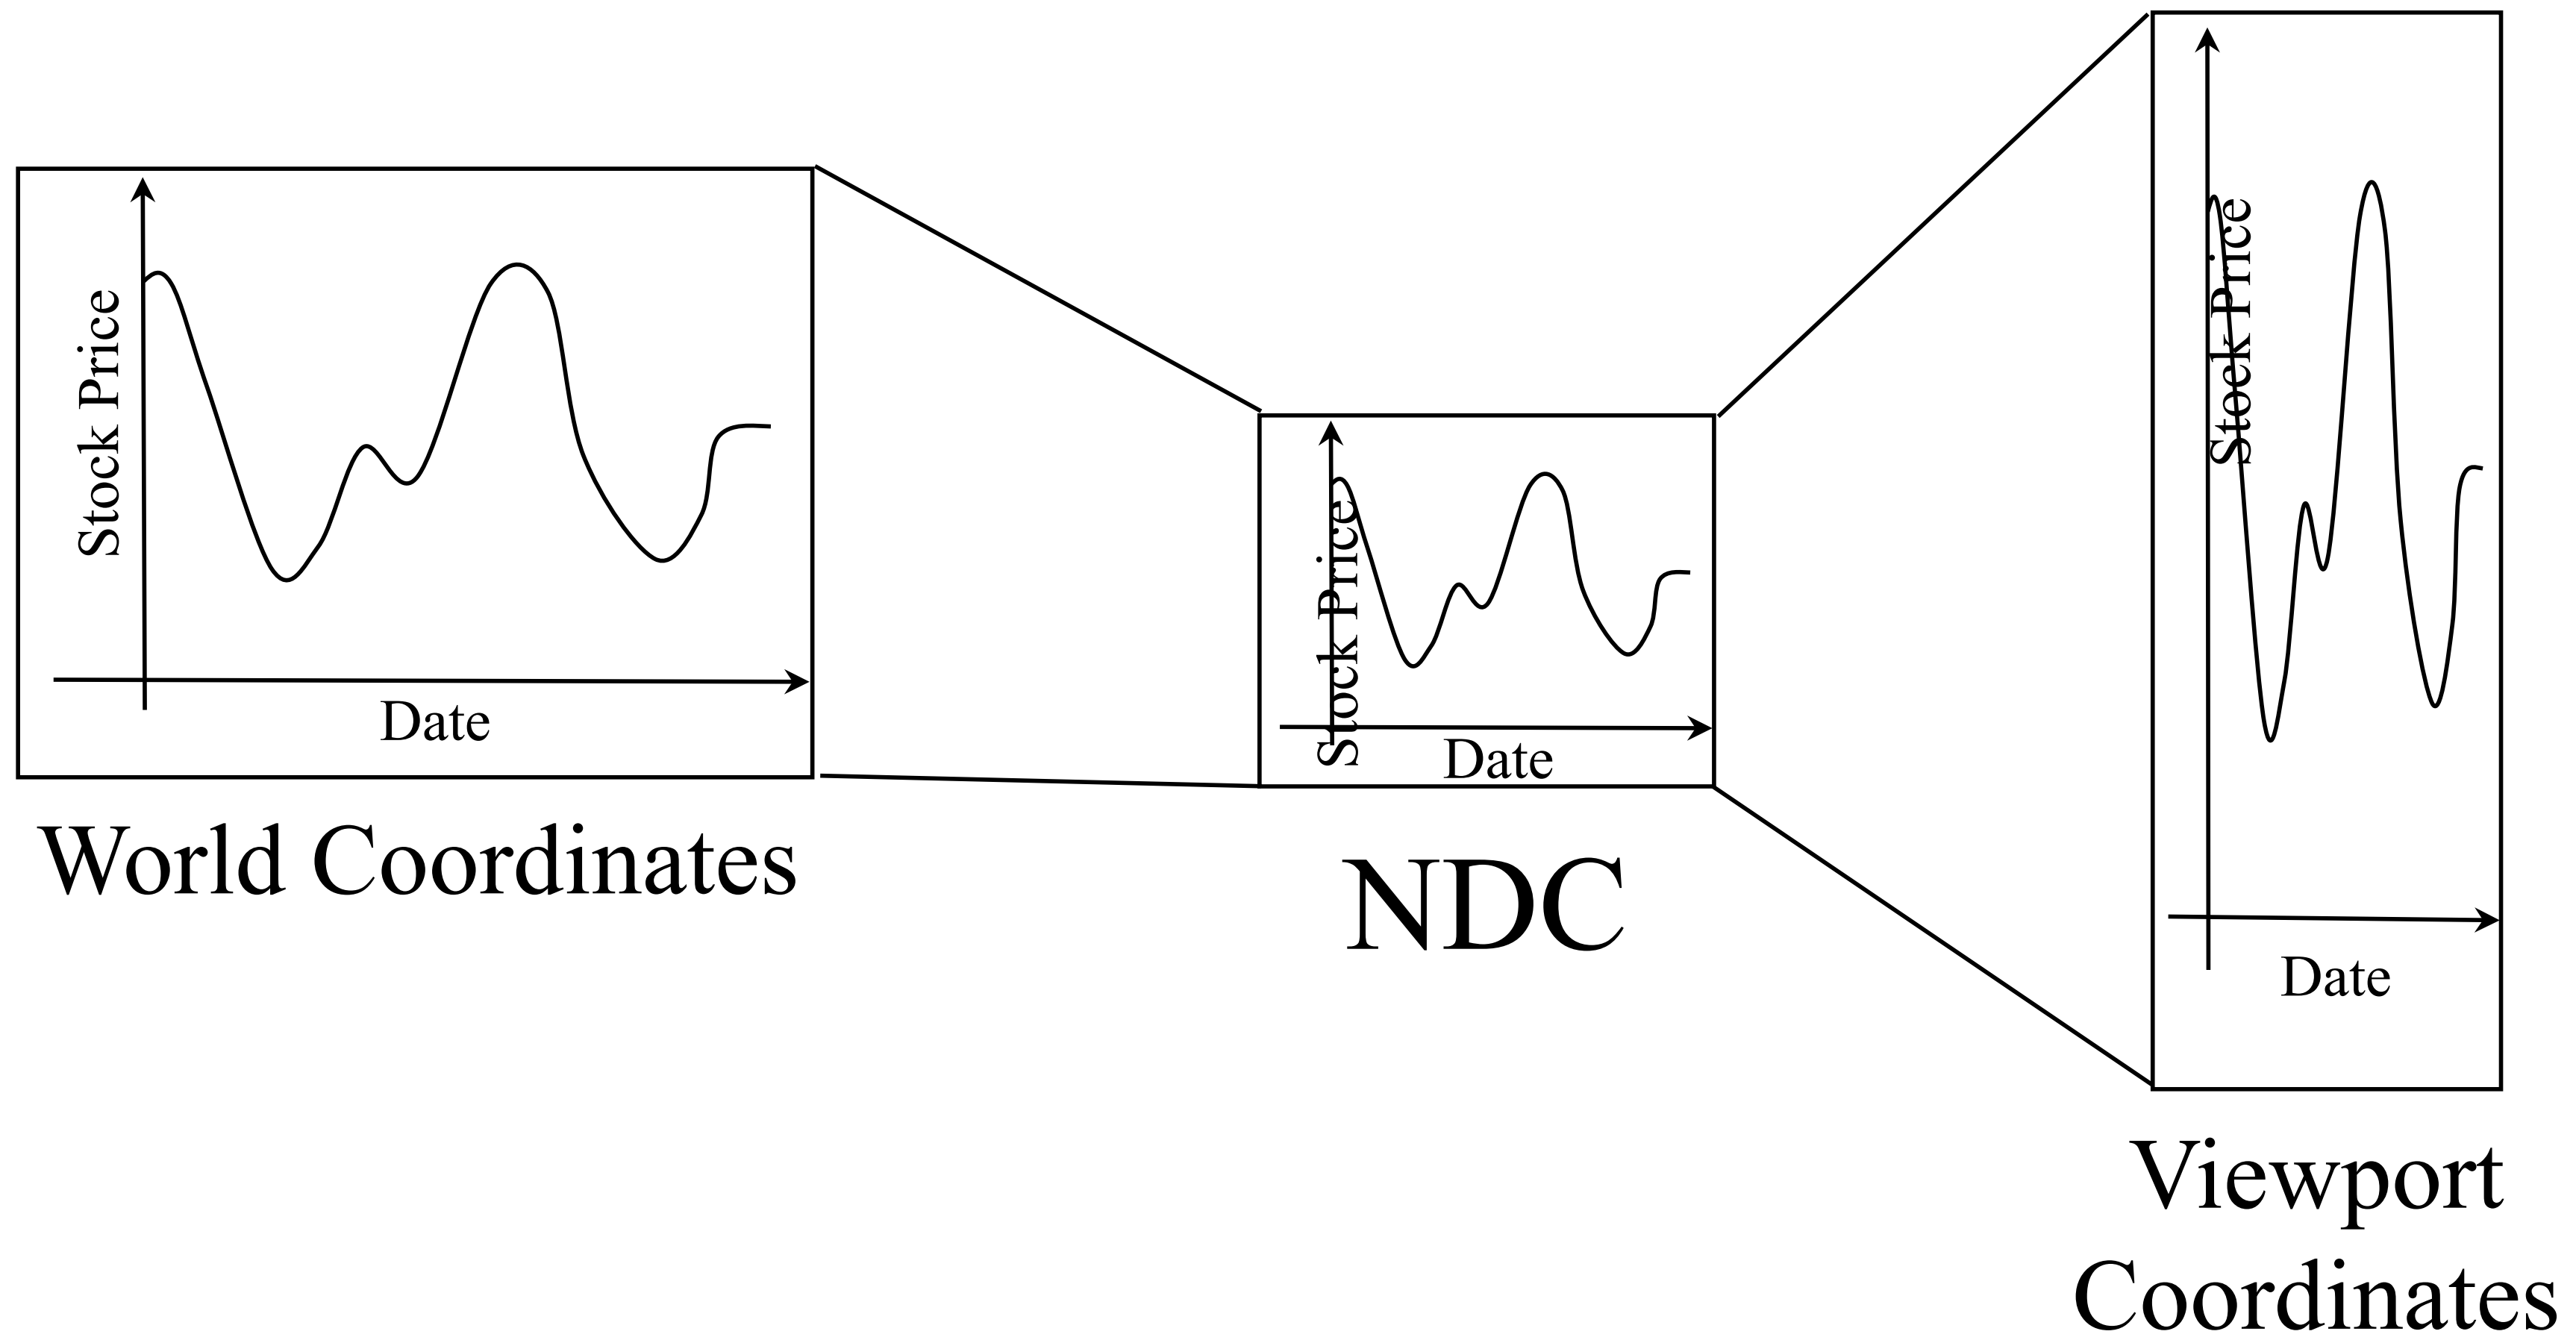 Stock Price
Date
World Coordinates
Stock Price
Date
NDC
Stock Price
Date
Viewport
Coordinates